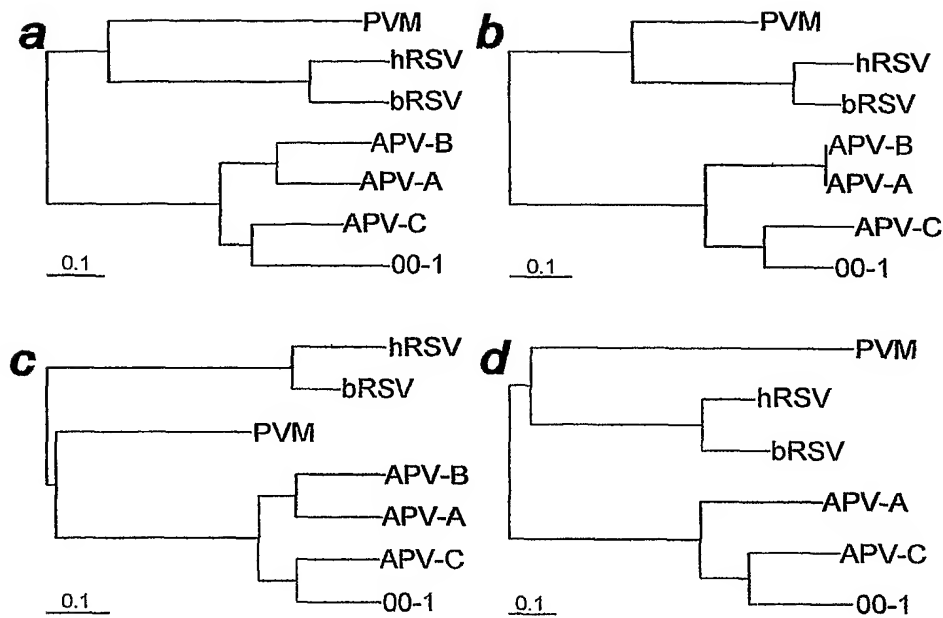 a
PVM
hRSV
bRSV
APV-B
APV-A
APV-C
00-1
0.1
b
PVM
hRSV
bRSV
APV-B
APV-A
APV-C
00-1
0.1
c
hRSV
bRSV
PVM
APV-B
APV-A
APV-C
00-1
0.1
d
PVM
hRSV
bRSV
APV-A
APV-C
00-1
0.1